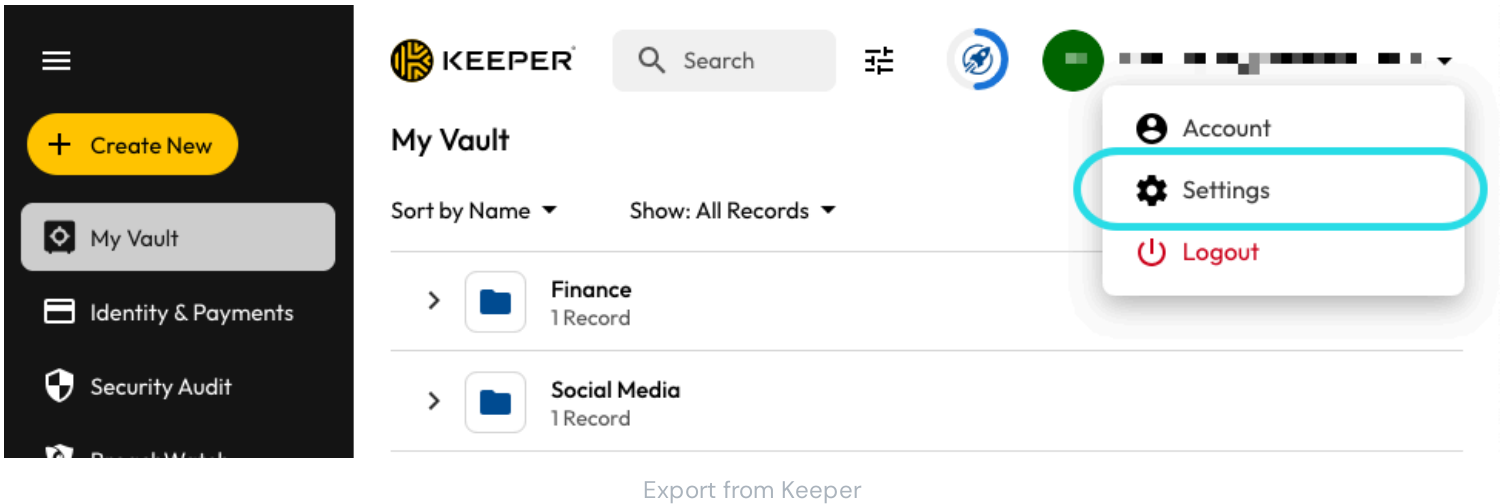 KEEPER
Search
Create New
My Vault
Identity & Payments
Security Audit
My Vault
Sort by Name
Show: All Records
Finance
1 Record
Social Media
1 Record
Account
Settings
Logout
Export from Keeper